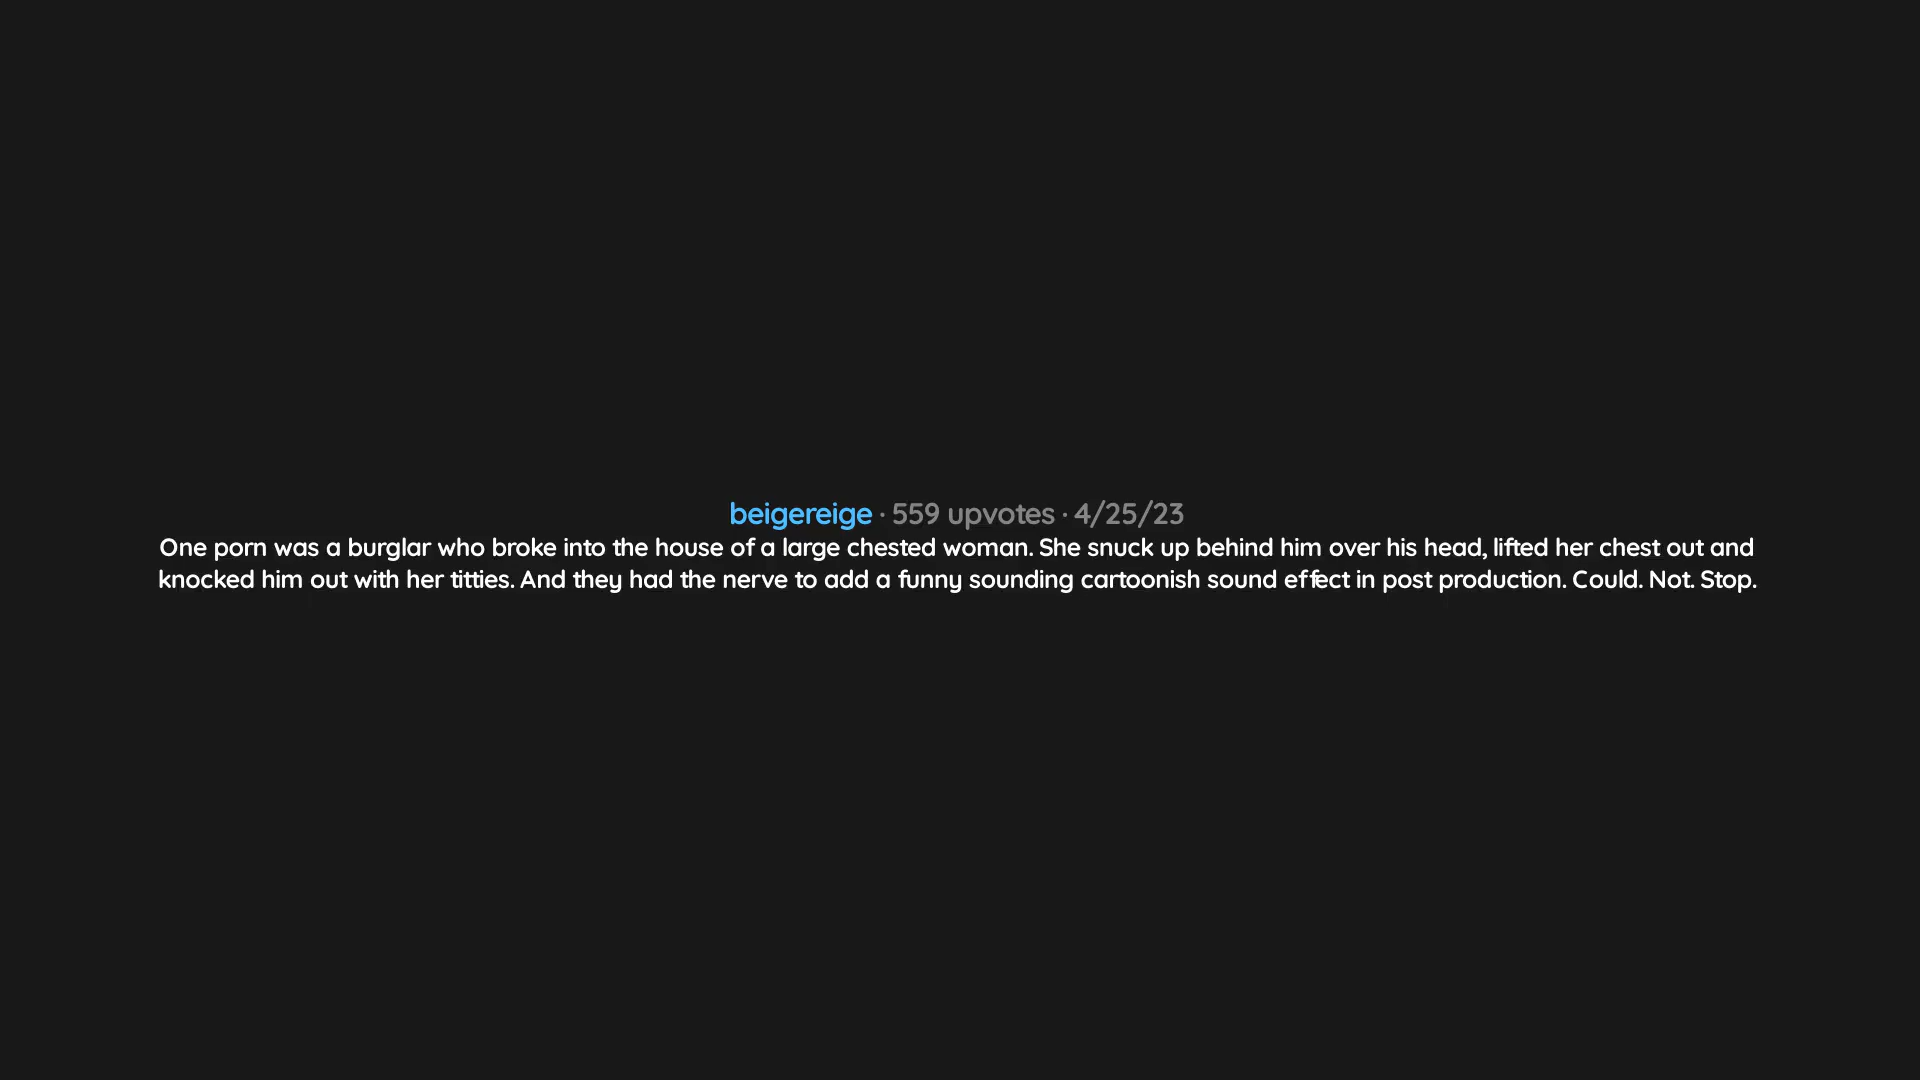 beigereige · 559 upvotes · 4/25/23
One porn was a burglar who broke into the house of a large chested woman. She snuck up behind him over his head, lifted her chest out and
knocked him out with her titties. And they had the nerve to add a funny sounding cartoonish sound effect in post production. Could. Not. Stop.